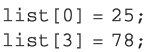 list[0] = 25;
list[3] = 78;